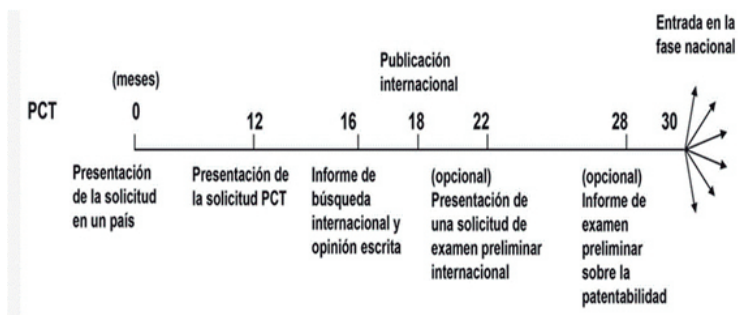 Entrada en la
fase nacional
Publicación
internacional
(meses)
PCT
0
12
16
18
22
28
30
Presentación
de la solicitud
en un país
Presentación de
la solicitud PCT
Informe de
búsqueda
internacional y
opinión escrita
(opcional)
Presentación de
una solicitud de
examen preliminar
internacional
(opcional)
Informe de
examen
preliminar
sobre la
patentabilidad